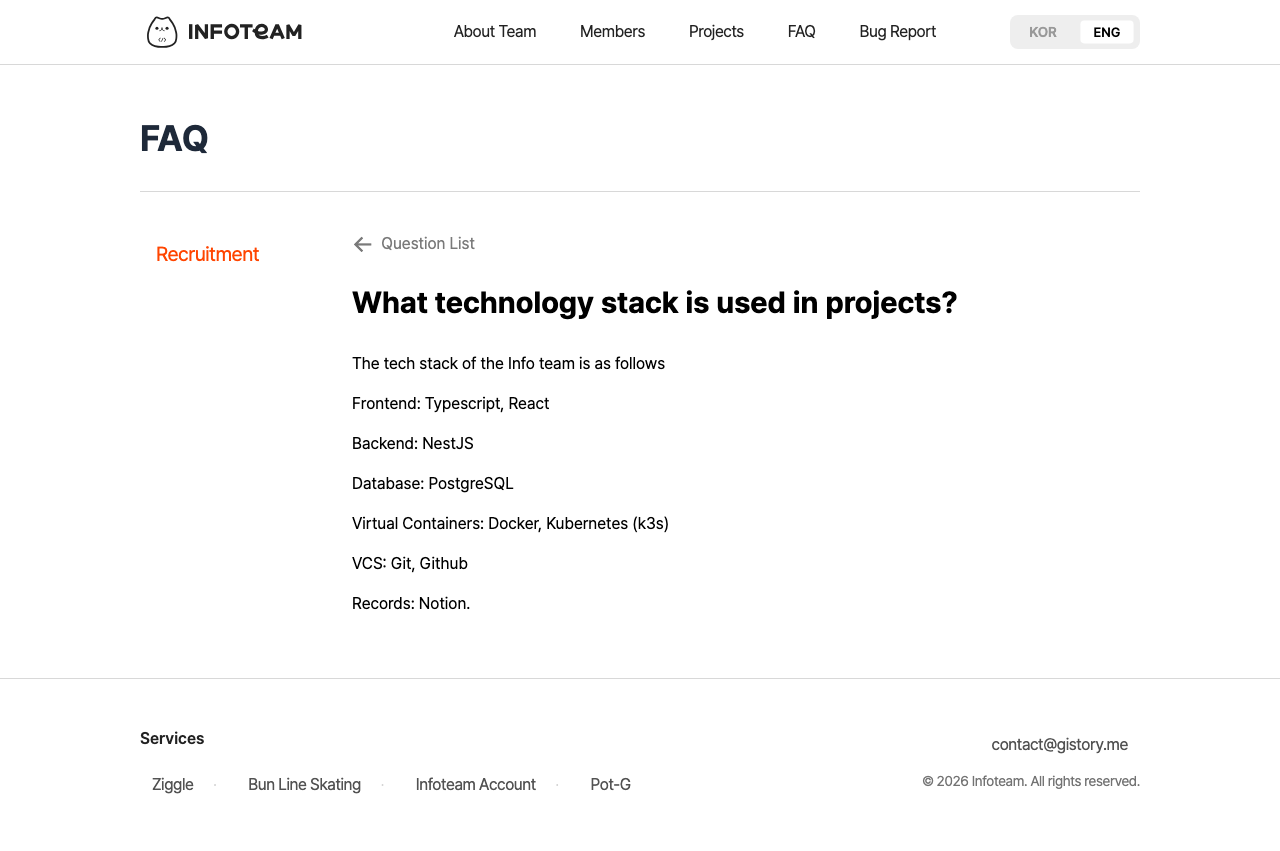 INFOTEAM
About Team
Members
Projects
FAQ
Bug Report
KOR
ENG
FAQ
Recruitment
Question List
What technology stack is used in projects?
The tech stack of the Info team is as follows
Frontend: Typescript, React
Backend: NestJS
Database: PostgreSQL
Virtual Containers: Docker, Kubernetes (k3s)
VCS: Git, Github
Records: Notion.
Services
Ziggle · Bun Line Skating · Infoteam Account · Pot-G
contact@gistory.me
© 2026 Infoteam. All rights reserved.